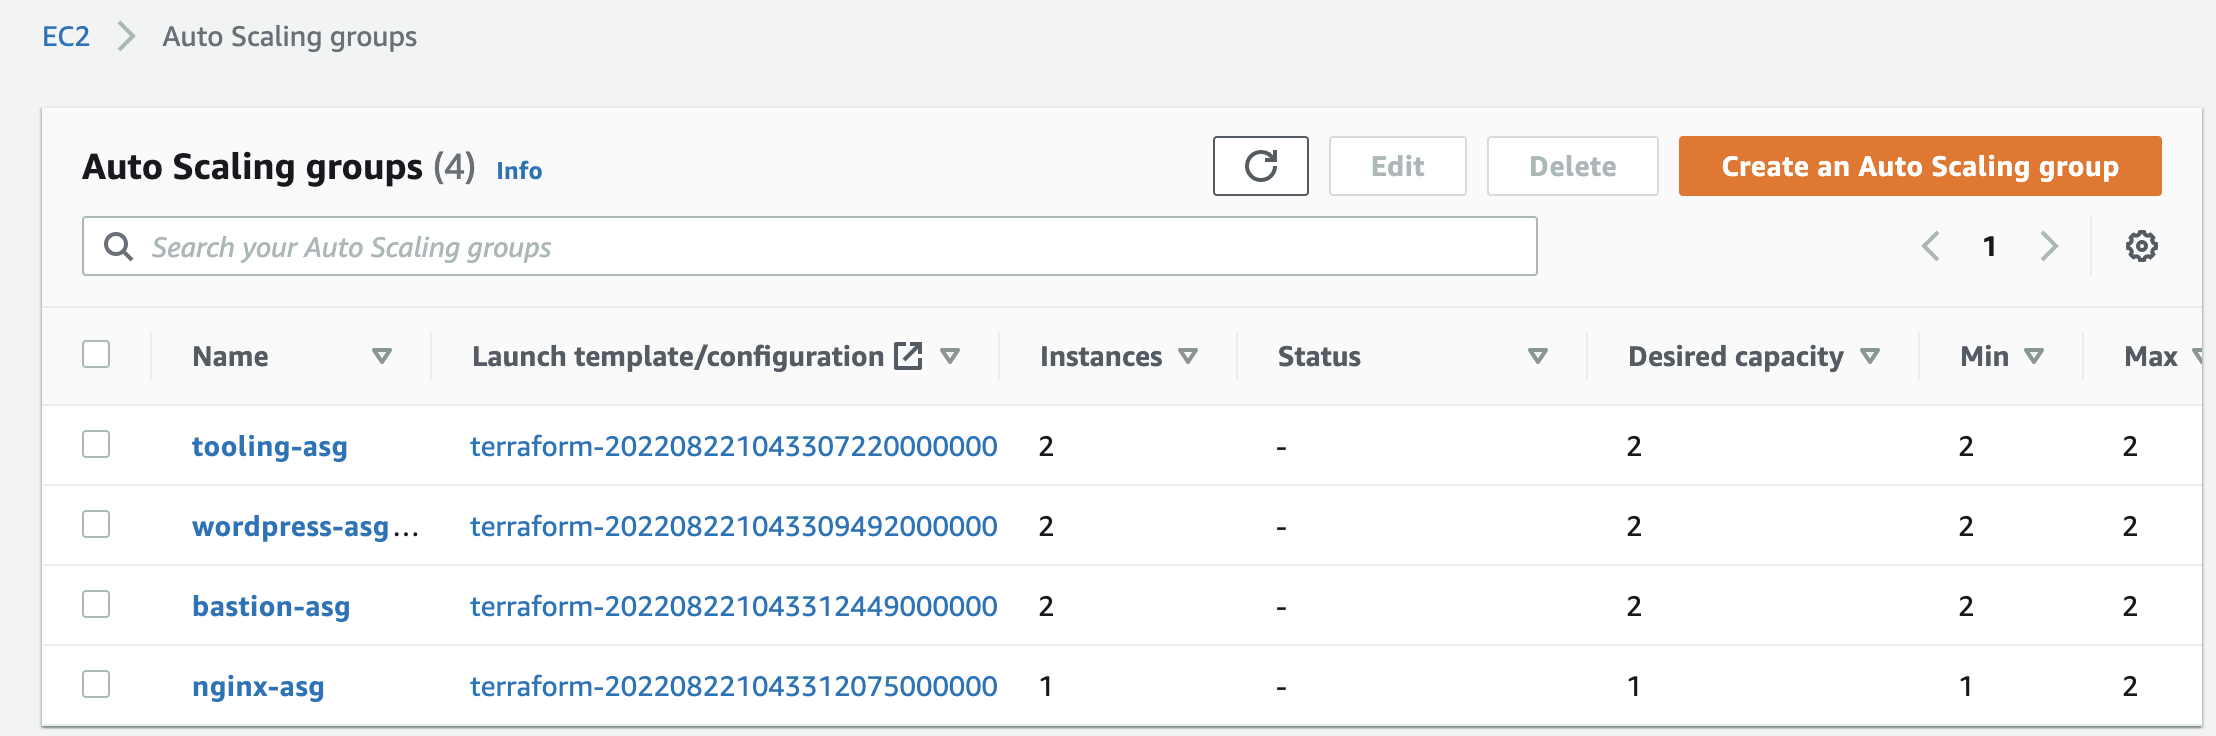 EC2 Auto Scaling groups
Auto Scaling groups (4) Info Edit Delete Create an Auto Scaling group
Search your Auto Scaling groups 1
Name Launch template/configuration Instances Status Desired capacity Min Max
tooling-asg terraform-20220822104330722000000 2 - 2 2 2
wordpress-asg... terraform-20220822104330949200000 2 - 2 2 2
bastion-asg terraform-20220822104331244900000 2 - 2 2 2
nginx-asg terraform-20220822104331207500000 1 - 1 1 2